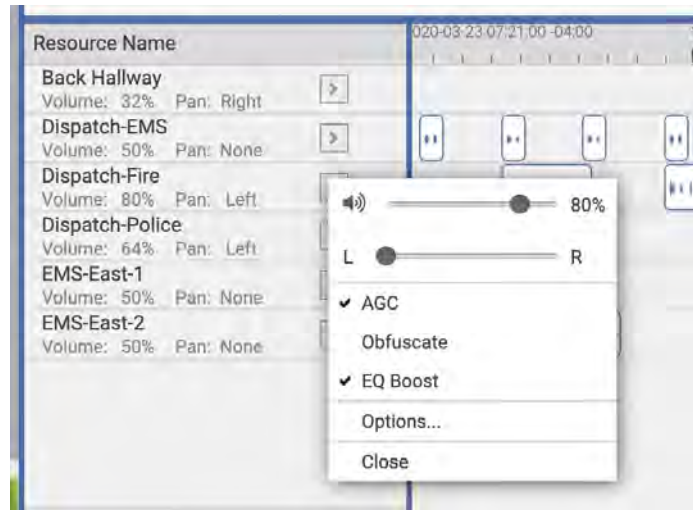 Resource Name
020-03-23 07:21:00 -04:00
Back Hallway
Volume: 32% Pan: Right
Dispatch-EMS
Volume: 50% Pan: None
Dispatch-Fire
Volume: 80% Pan: Left
Dispatch-Police
Volume: 64% Pan: Left
EMS-East-1
Volume: 50% Pan: None
EMS-East-2
Volume: 50% Pan: None
80%
L R
AGC
Obfuscate
EQ Boost
Options...
Close